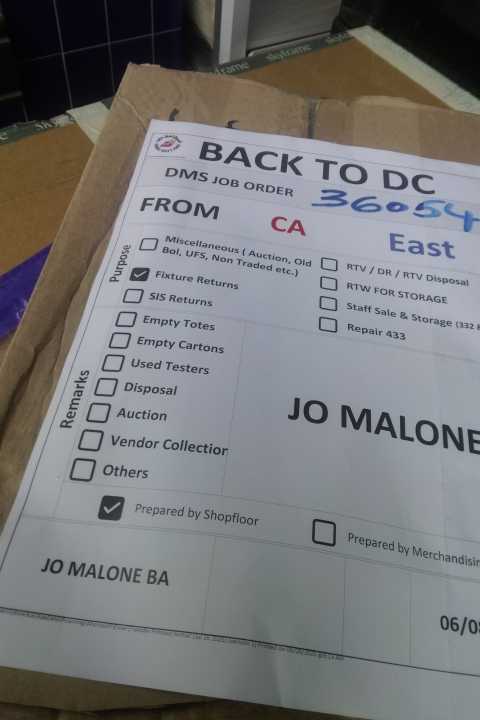 skyframe
skyframe
BACK TO DC
DMS JOB ORDER 36054
FROM CA East
Purpose
Miscellaneous ( Auction, Old
Bol, UFS, Non Traded etc.)
Fixture Returns
SIS Returns
RTV / DR / RTV Disposal
RTW FOR STORAGE
Staff Sale & Storage (332
Repair 433
Remarks
Empty Totes
Empty Cartons
Used Testers
Disposal
Auction
Vendor Collection
Others
JO MALONE
Prepared by Shopfloor
Prepared by Merchandisin
JO MALONE BA
06/08